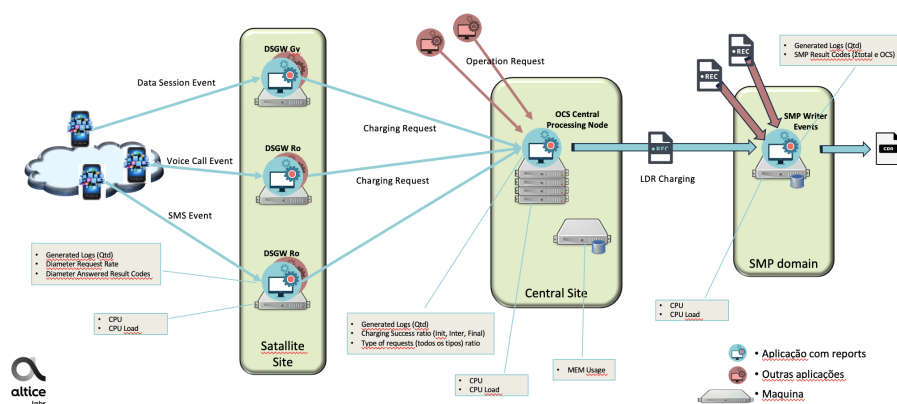 DSGW Gy
Data Session Event
Operation Request
• Generated Logs (Qtd)
• SMP Result Codes (Σtotal e OCS)
REC
REC
OCS Central
Processing Node
SMP Writer
Events
Charging Request
DSGW Ro
Voice Call Event
Charging Request
REC
LDR Charging
CDR
SMS Event
DSGW Ro
• Generated Logs (Qtd)
• Diameter Request Rate
• Diameter Answered Result Codes
SMP domain
Central Site
• CPU
• CPU Load
• CPU
• CPU Load
• Generated Logs (Qtd)
• Charging Success ratio (Init, Inter, Final)
• Type of requests (todos os tipos) ratio
Satallite
Site
• MEM Usage
• CPU
• CPU Load
• Aplicação com reports
• Outras aplicações
• Maquina
altice
labs